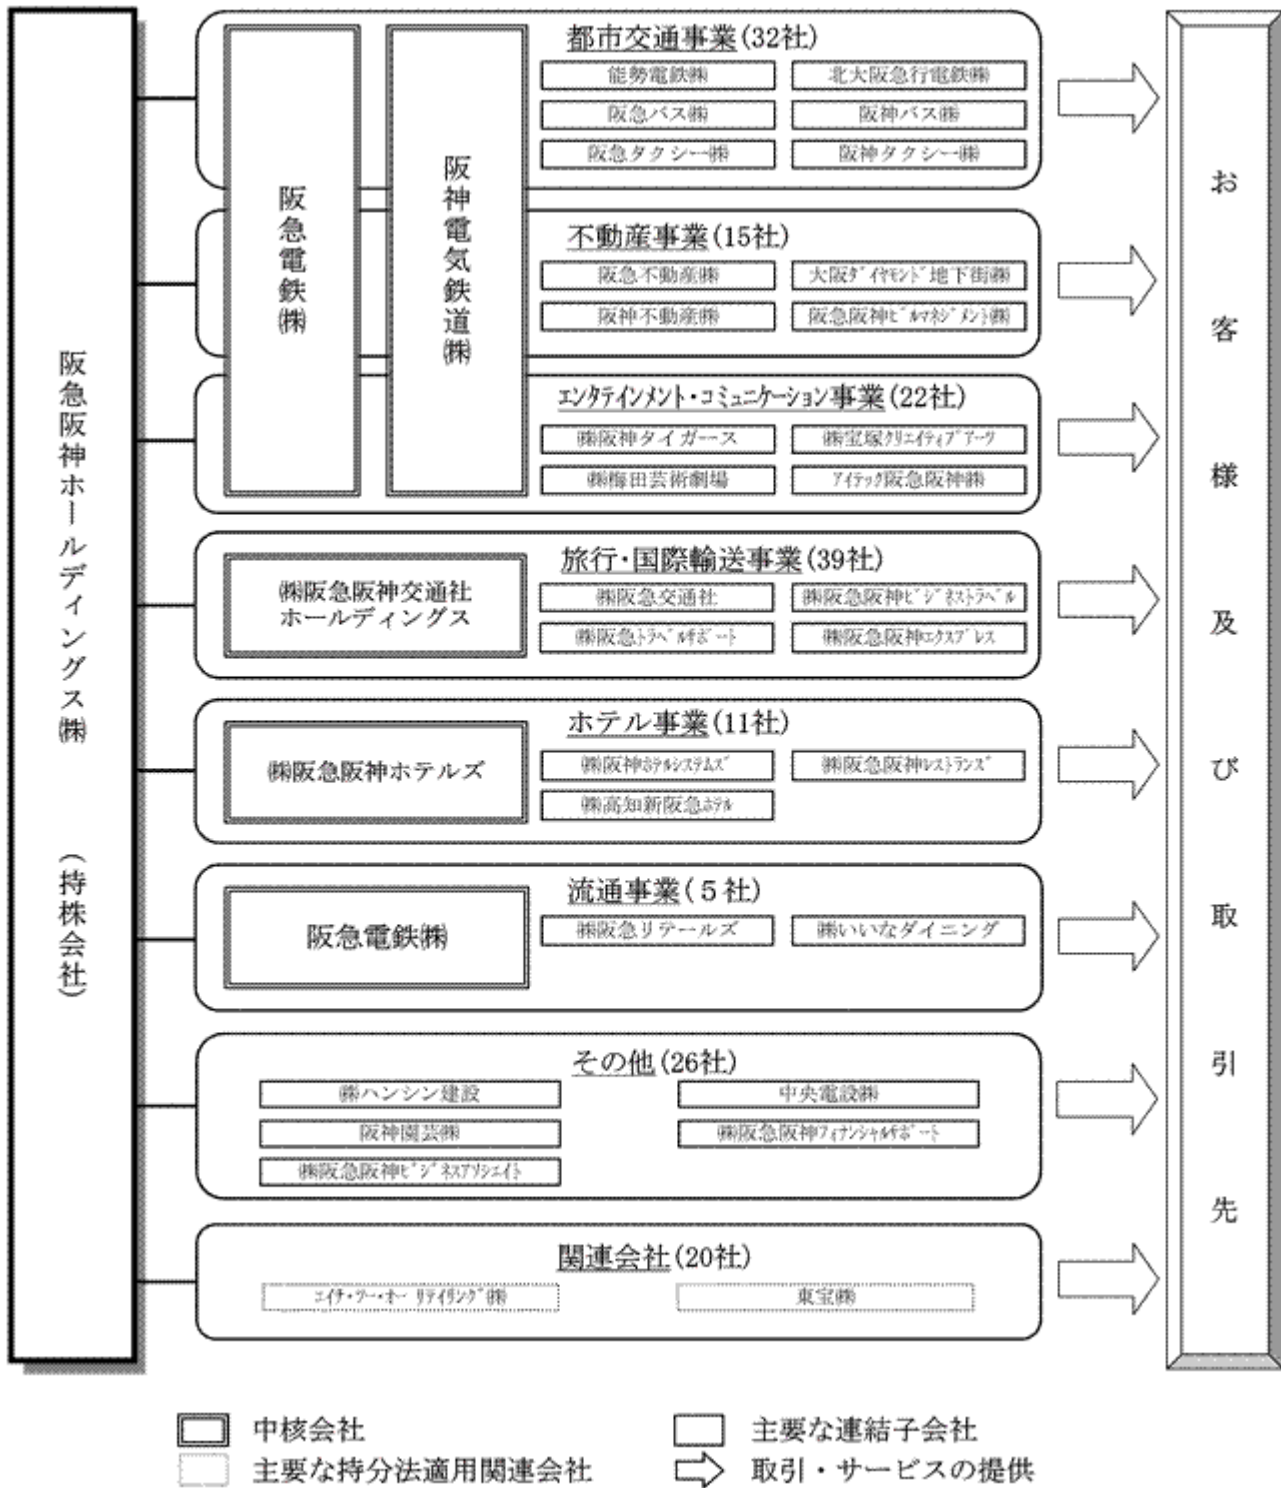 阪急阪神ホールディングス㈱
(持株会社)
阪急電鉄㈱
阪神電気鉄道㈱
都市交通事業(32社)
能勢電鉄㈱
北大阪急行電鉄㈱
阪急バス㈱
阪神バス㈱
阪急タクシー㈱
阪神タクシー㈱
不動産事業(15社)
阪急不動産㈱
大阪ﾀﾞｲﾔﾓﾝﾄﾞ地下街㈱
阪神不動産㈱
阪急阪神ﾋﾞﾙﾏﾈｼﾞﾒﾝﾄ㈱
ｴﾝﾀﾃｲﾝﾒﾝﾄ・ｺﾐｭﾆｹｰｼｮﾝ事業(22社)
㈱阪神タイガース
㈱宝塚ｸﾘｴｲﾃｨﾌﾞｱｰﾂ
㈱梅田芸術劇場
ｱｲﾃｯｸ阪急阪神㈱
㈱阪急阪神交通社
ホールディングス
旅行・国際輸送事業(39社)
㈱阪急交通社
㈱阪急阪神ﾋﾞｼﾞﾈｽﾄﾗﾍﾞﾙ
㈱阪急ﾄﾗﾍﾞﾙｻﾎﾟｰﾄ
㈱阪急阪神ｴｸｽﾌﾟﾚｽ
㈱阪急阪神ホテルズ
ホテル事業(11社)
㈱阪神ﾎﾃﾙｼｽﾃﾑｽﾞ
㈱阪急阪神ﾚｽﾄﾗﾝｽﾞ
㈱高知新阪急ﾎﾃﾙ
阪急電鉄㈱
流通事業(５社)
㈱阪急リテールズ
㈱いいなダイニング
その他(26社)
㈱ハンシン建設
中央電設㈱
阪神園芸㈱
㈱阪急阪神ﾌｨﾅﾝｼｬﾙｻﾎﾟｰﾄ
㈱阪急阪神ﾋﾞｼﾞﾈｽｱｿｼｴｲﾄ
関連会社(20社)
ｴｲﾁ・ﾂｰ・ｵｰ ﾘﾃｲﾘﾝｸﾞ㈱
東宝㈱
お客様及び取引先
中核会社
主要な連結子会社
主要な持分法適用関連会社
取引・サービスの提供